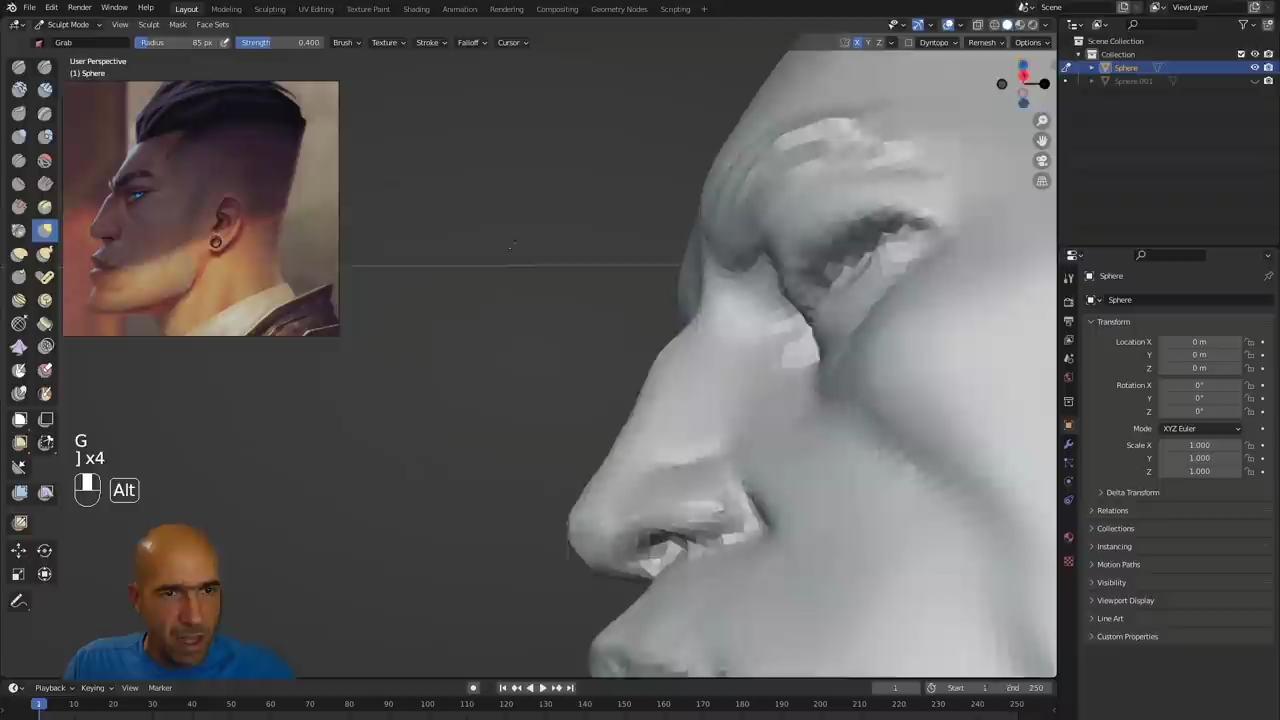 File Edit Render Window Help Layout Modeling Sculpting UV Editing Texture Paint Shading Animation Rendering Compositing Geometry Nodes Scripting + Scene ViewLayer
Sculpt Mode View Sculpt Mask Face Sets
Grab Radius 85 px Strength 0.400 Brush Texture Stroke Falloff Cursor X Y Z Dyntopo Remesh Options
User Perspective
(1) Sphere
Scene Collection
Collection
Sphere
Sphere.001
Sphere
Sphere
Transform
Location X 0 m
Y 0 m
Z 0 m
Rotation X 0°
Y 0°
Z 0°
Mode XYZ Euler
Scale X 1.000
Y 1.000
Z 1.000
Delta Transform
Relations
Collections
Instancing
Motion Paths
Visibility
Viewport Display
Line Art
Custom Properties
G
] x4
Alt
Playback Keying View Marker 1 Start 1 End 250
1 10 20 30 40 50 60 70 80 90 100 110 120 130 140 150 160 170 180 190 200 210 220 230 240 250